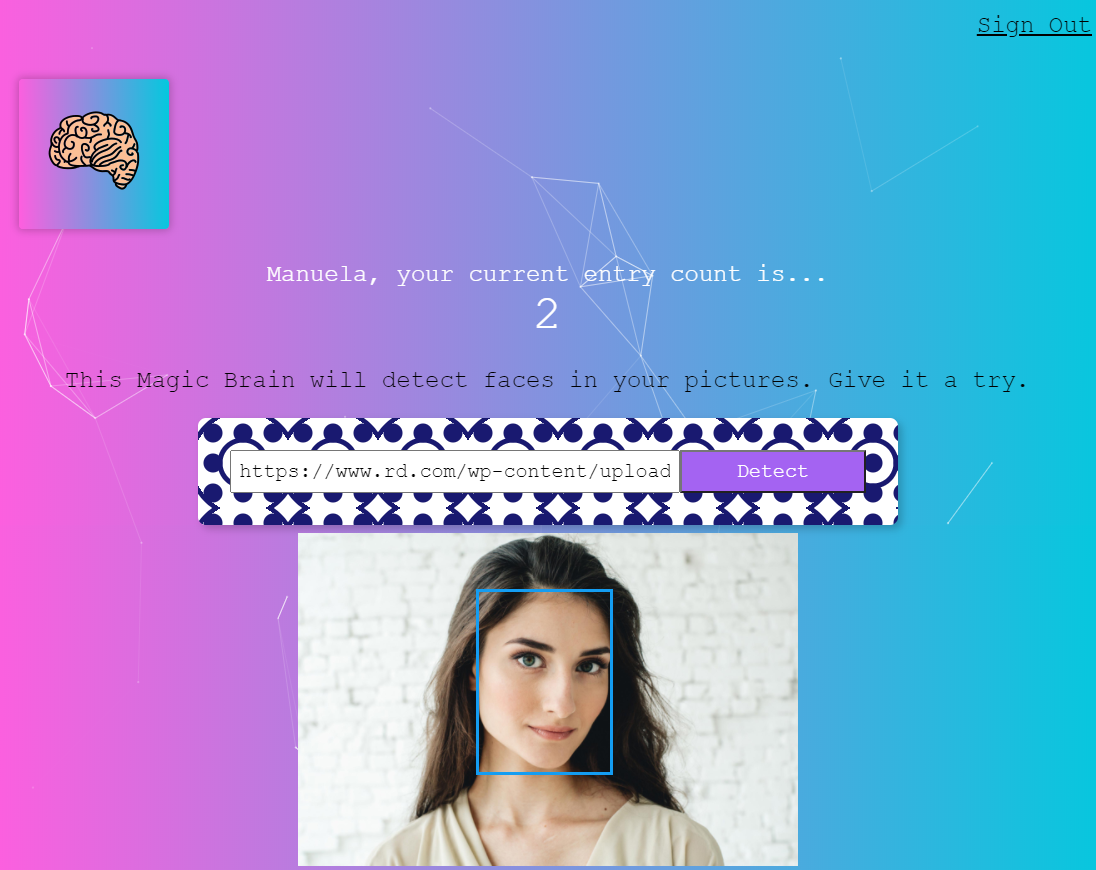 Sign Out
Manuela, your current entry count is...
2
This Magic Brain will detect faces in your pictures. Give it a try.
https://www.rd.com/wp-content/upload Detect